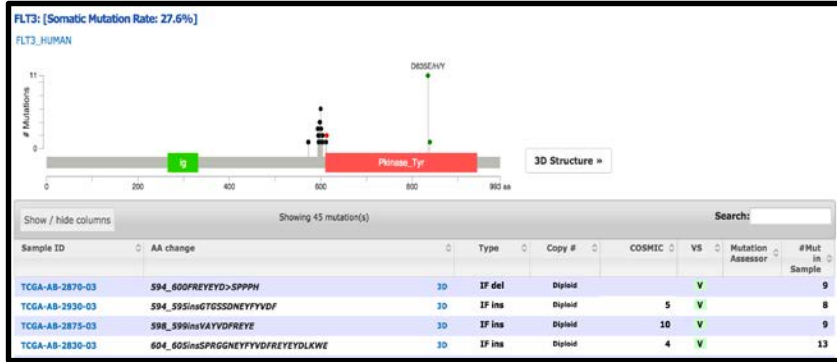 FLT3: [Somatic Mutation Rate: 27.6%]
FLT3_HUMAN
D835E/H/Y
11
# Mutations
0
Ig
Pkinase_Tyr
3D Structure »
0 200 400 600 800 993 aa
Show / hide columns Showing 45 mutation(s) Search:
Sample ID AA change Type Copy # COSMIC VS Mutation Assessor #Mut in Sample
TCGA-AB-2870-03 594_600FREYEYD>SPPPH 3D IF del Diploid V 9
TCGA-AB-2930-03 594_595insGTGSSDNEYFYVDF 3D IF ins Diploid 5 V 8
TCGA-AB-2875-03 598_599insVAYVDFREYE 3D IF ins Diploid 10 V 9
TCGA-AB-2830-03 604_605insSPRGGNEYFYVDFREYEYDLKWE 3D IF ins Diploid 4 V 13